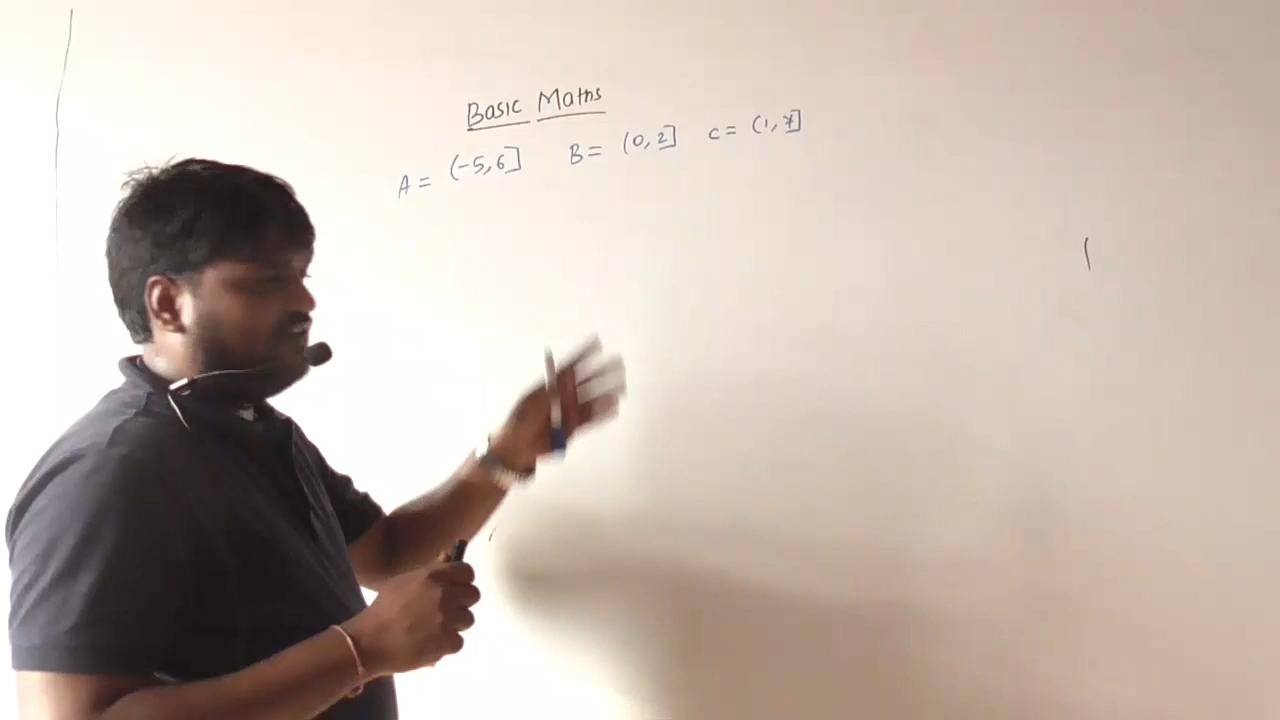 Basic Maths
A = (-5, 6] B = (0, 2] C = (1, 7]